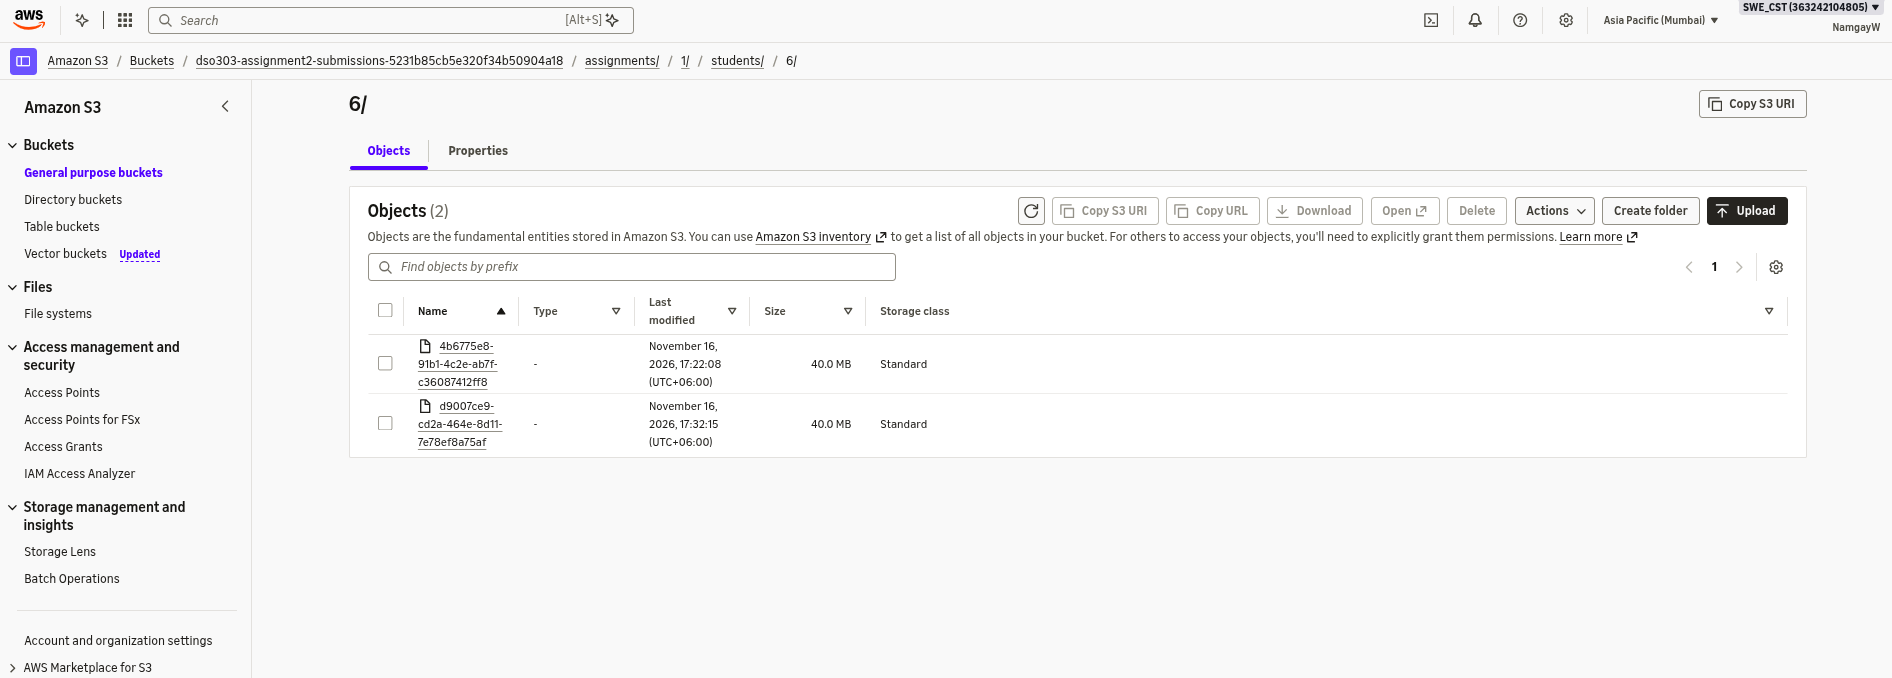 aws
Search [Alt+S]
Asia Pacific (Mumbai)
SWE_CST (363242104805)
NamgayW
Amazon S3 / Buckets / dso303-assignment2-submissions-5231b85cb5e320f34b50904a18 / assignments/ / 1/ / students/ / 6/
Amazon S3
Buckets
General purpose buckets
Directory buckets
Table buckets
Vector buckets Updated
Files
File systems
Access management and
security
Access Points
Access Points for FSx
Access Grants
IAM Access Analyzer
Storage management and
insights
Storage Lens
Batch Operations
Account and organization settings
AWS Marketplace for S3
6/
Copy S3 URI
Objects Properties
Objects (2)
Copy S3 URI Copy URL Download Open Delete Actions Create folder Upload
Objects are the fundamental entities stored in Amazon S3. You can use Amazon S3 inventory to get a list of all objects in your bucket. For others to access your objects, you'll need to explicitly grant them permissions. Learn more
Find objects by prefix
1
Name Type Last modified Size Storage class
4b6775e8-
91b1-4c2e-ab7f-
c36087412ff8
-
November 16,
2026, 17:22:08
(UTC+06:00)
40.0 MB
Standard
d9007ce9-
cd2a-464e-8d11-
7e78ef8a75af
-
November 16,
2026, 17:32:15
(UTC+06:00)
40.0 MB
Standard